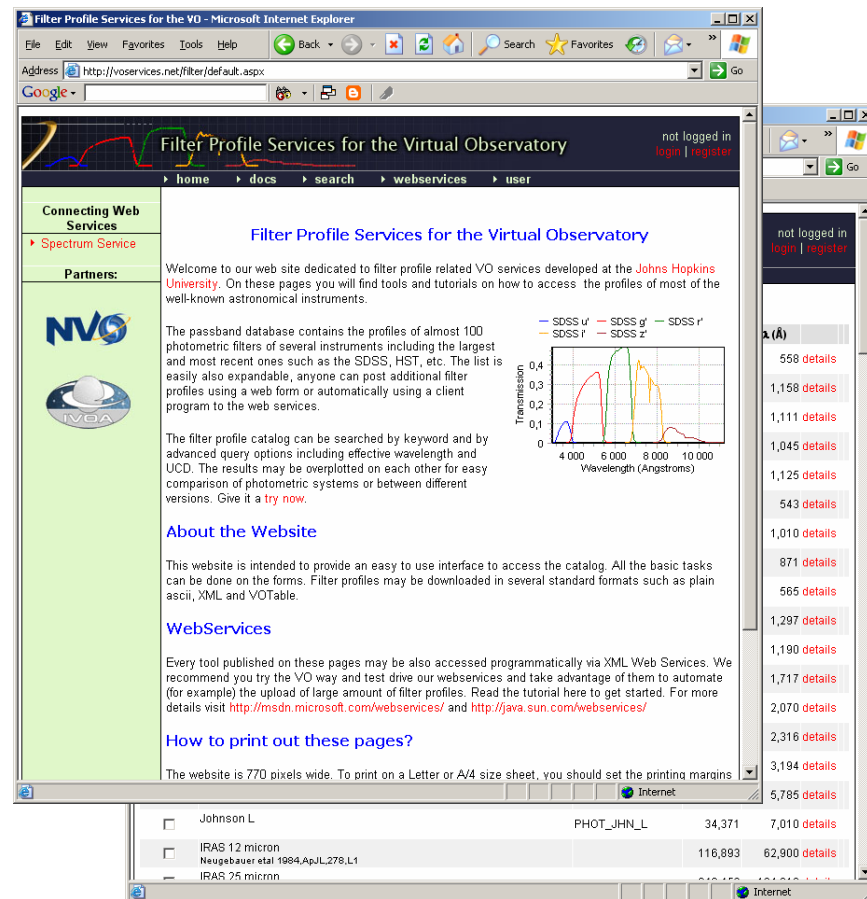 Filter Profile Services for the VO - Microsoft Internet Explorer
File Edit View Favorites Tools Help
Back Search Favorites »
Address http://voservices.net/filter/default.aspx Go
Google
Filter Profile Services for the Virtual Observatory
not logged in
login | register
home docs search webservices user
Connecting Web
Services
Spectrum Service
Partners:
NVO
IVOA
Filter Profile Services for the Virtual Observatory
Welcome to our web site dedicated to filter profile related VO services developed at the Johns Hopkins
University. On these pages you will find tools and tutorials on how to access the profiles of most of the
well-known astronomical instruments.
The passband database contains the profiles of almost 100
photometric filters of several instruments including the largest
and most recent ones such as the SDSS, HST, etc. The list is
easily also expandable, anyone can post additional filter
profiles using a web form or automatically using a client
program to the web services.
SDSS u' SDSS g' SDSS r'
SDSS i' SDSS z'
Transmission
0,4
0,3
0,2
0,1
0
4 000 6 000 8 000 10 000
Wavelength (Angstroms)
The filter profile catalog can be searched by keyword and by
advanced query options including effective wavelength and
UCD. The results may be overplotted on each other for easy
comparison of photometric systems or between different
versions. Give it a try now.
About the Website
This website is intended to provide an easy to use interface to access the catalog. All the basic tasks
can be done on the forms. Filter profiles may be downloaded in several standard formats such as plain
ascii, XML and VOTable.
WebServices
Every tool published on these pages may be also accessed programmatically via XML Web Services. We
recommend you try the VO way and test drive our webservices and take advantage of them to automate
(for example) the upload of large amount of filter profiles. Read the tutorial here to get started. For more
details visit http://msdn.microsoft.com/webservices/ and http://java.sun.com/webservices/
How to print out these pages?
The website is 770 pixels wide. To print on a Letter or A/4 size sheet, you should set the printing margins
Internet
»
Go
not logged in
login | register
λ (Å)
558 details
1,158 details
1,111 details
1,045 details
1,125 details
543 details
1,010 details
871 details
565 details
1,297 details
1,190 details
1,717 details
2,070 details
2,316 details
3,194 details
5,785 details
Johnson L PHOT_JHN_L 34,371 7,010 details
IRAS 12 micron 116,893 62,900 details
Neugebauer etal 1984,ApJL,278,L1
IRAS 25 micron
Internet